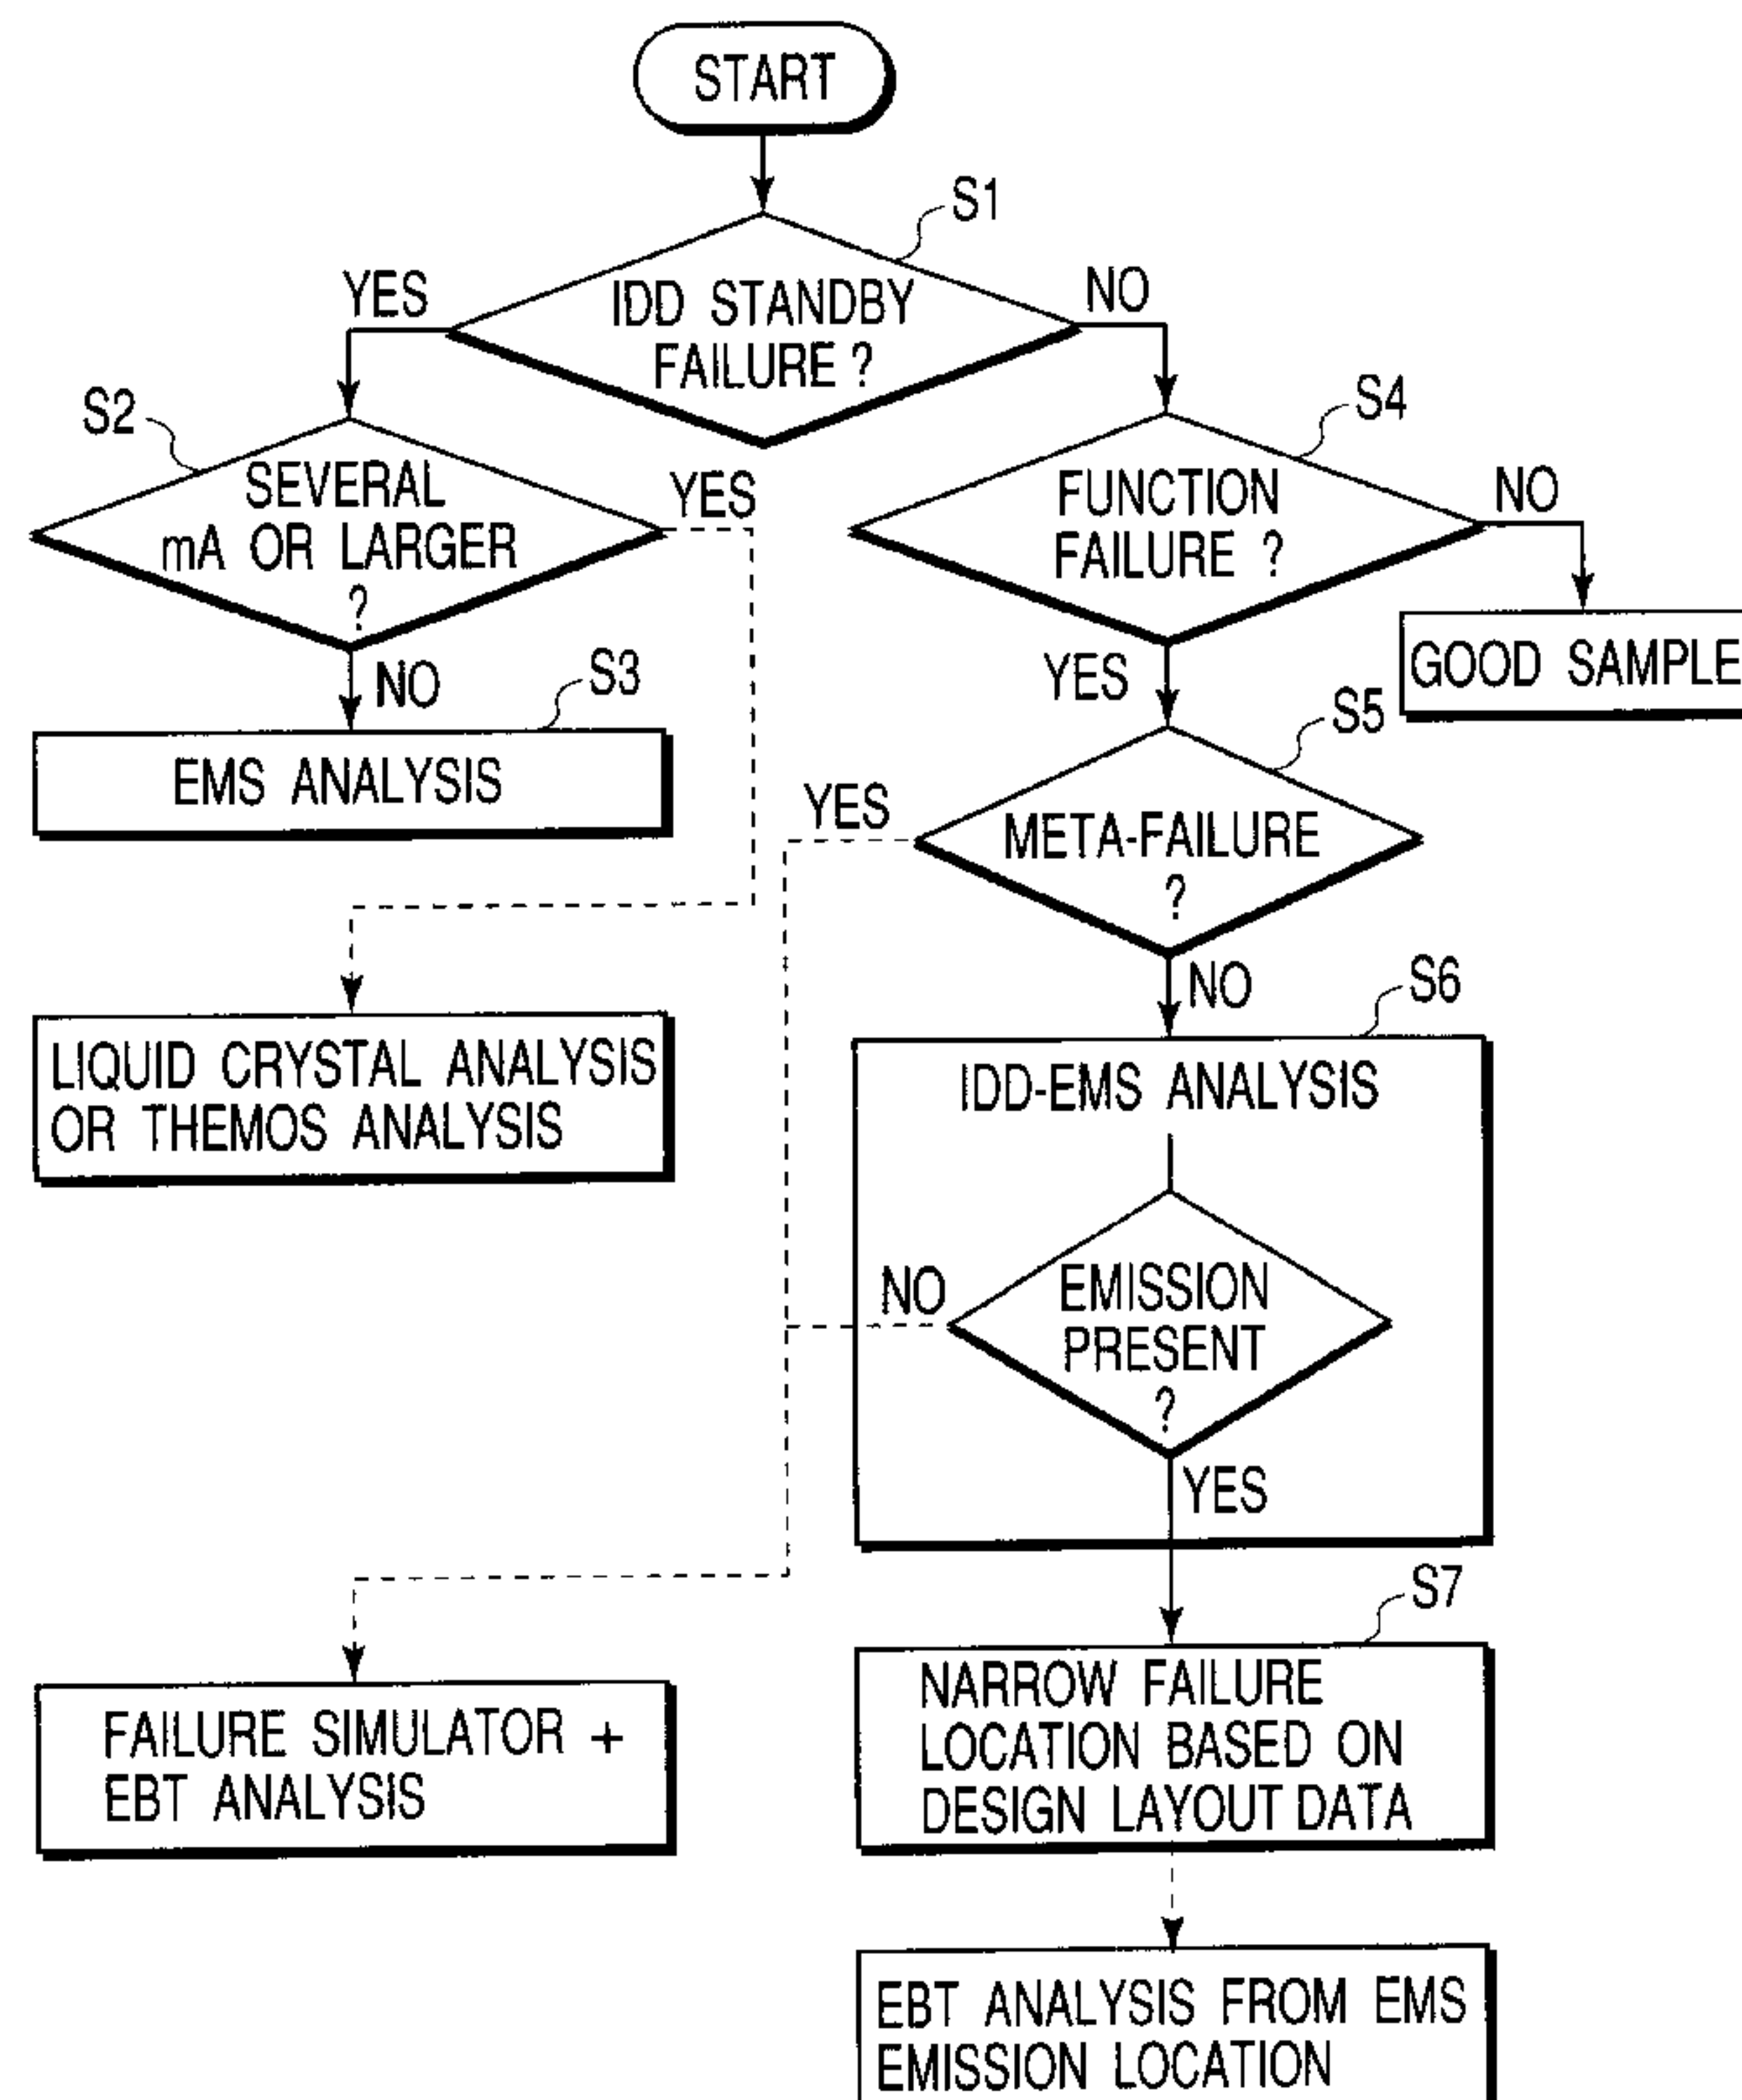 START
S1
YES
NO
IDD STANDBY
FAILURE ?
S2
S4
SEVERAL
mA OR LARGER
?
YES
FUNCTION
FAILURE ?
NO
NO
S3
YES
GOOD SAMPLE
S5
EMS ANALYSIS
YES
META-FAILURE
?
NO
S6
LIQUID CRYSTAL ANALYSIS
OR THEMOS ANALYSIS
IDD-EMS ANALYSIS
NO
EMISSION
PRESENT
?
YES
S7
FAILURE SIMULATOR +
EBT ANALYSIS
NARROW FAILURE
LOCATION BASED ON
DESIGN LAYOUT DATA
EBT ANALYSIS FROM EMS
EMISSION LOCATION